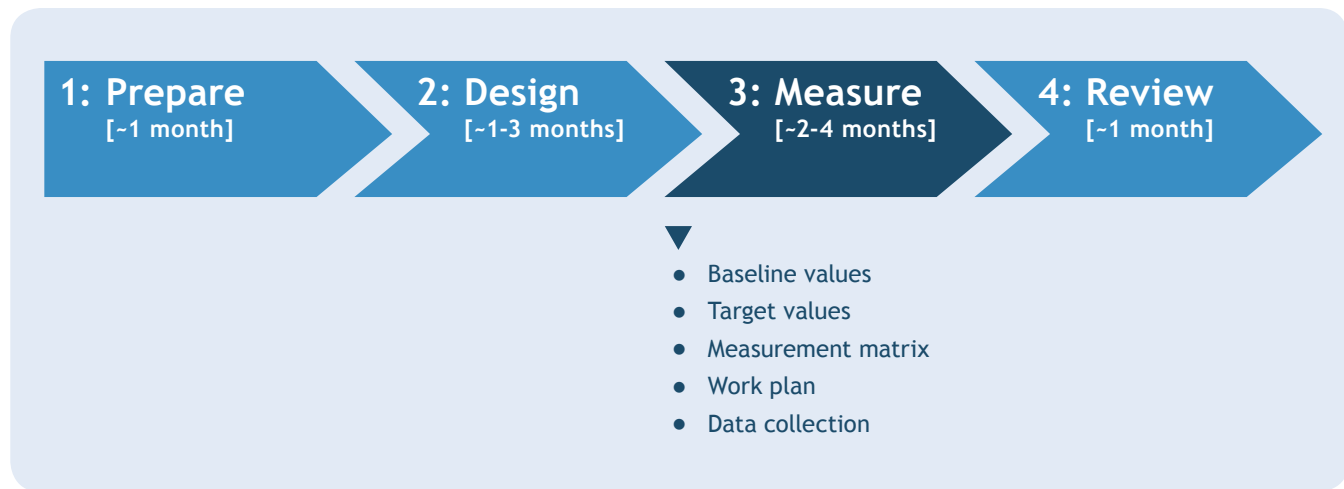 1: Prepare
[~1 month]
2: Design
[~1-3 months]
3: Measure
[~2-4 months]
4: Review
[~1 month]
● Baseline values
● Target values
● Measurement matrix
● Work plan
● Data collection